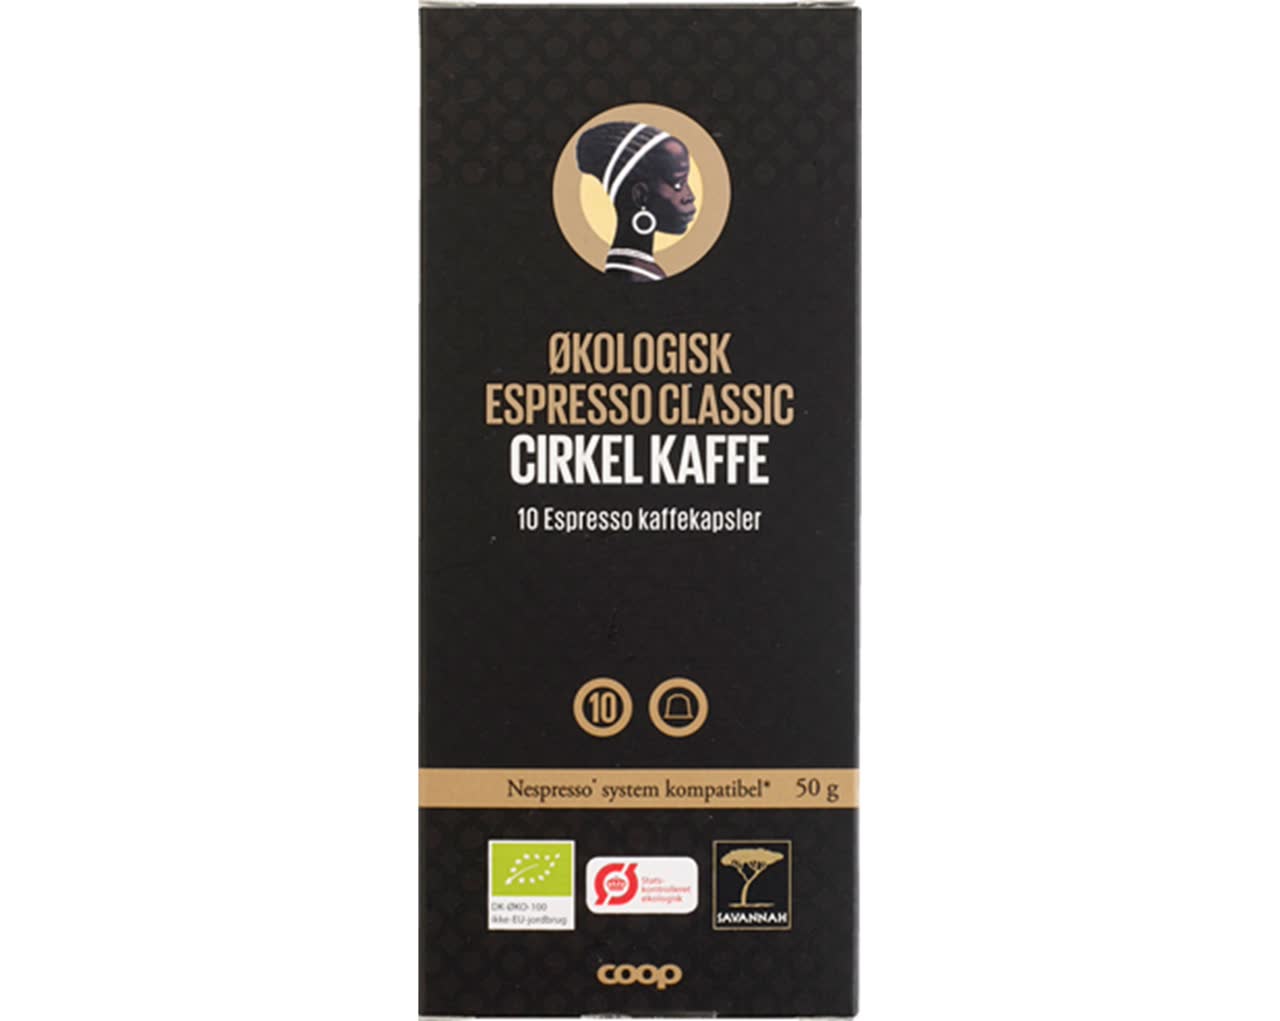 ØKOLOGISK
ESPRESSO CLASSIC
CIRKEL KAFFE
10 Espresso kaffekapsler
10
Nespresso* system kompatibel* 50 g
DK-ØKO-100
ikke-EU-jordbrug
Ø
Stats-
kontrolleret
økologisk
SAVANNAH
coop